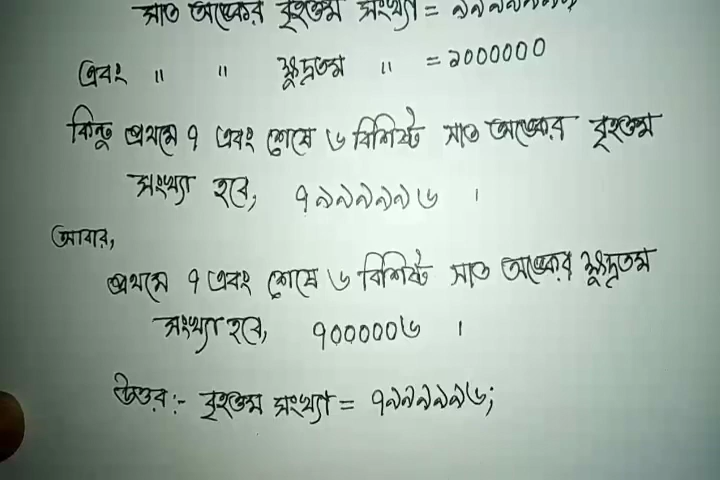 সাত অঙ্কের বৃহত্তম সংখ্যা = ৯৯৯৯৯৯৯
এবং " " ক্ষুদ্রতম " = ১০০০০০০
কিন্তু প্রথমে ৭ এবং শেষে ৬ বিশিষ্ট সাত অঙ্কের বৃহত্তম
সংখ্যা হবে, ৭৯৯৯৯৯৬ ।
আবার,
প্রথমে ৭ এবং শেষে ৬ বিশিষ্ট সাত অঙ্কের ক্ষুদ্রতম
সংখ্যা হবে, ৭০০০০০৬ ।
উত্তর:- বৃহত্তম সংখ্যা = ৭৯৯৯৯৯৬;